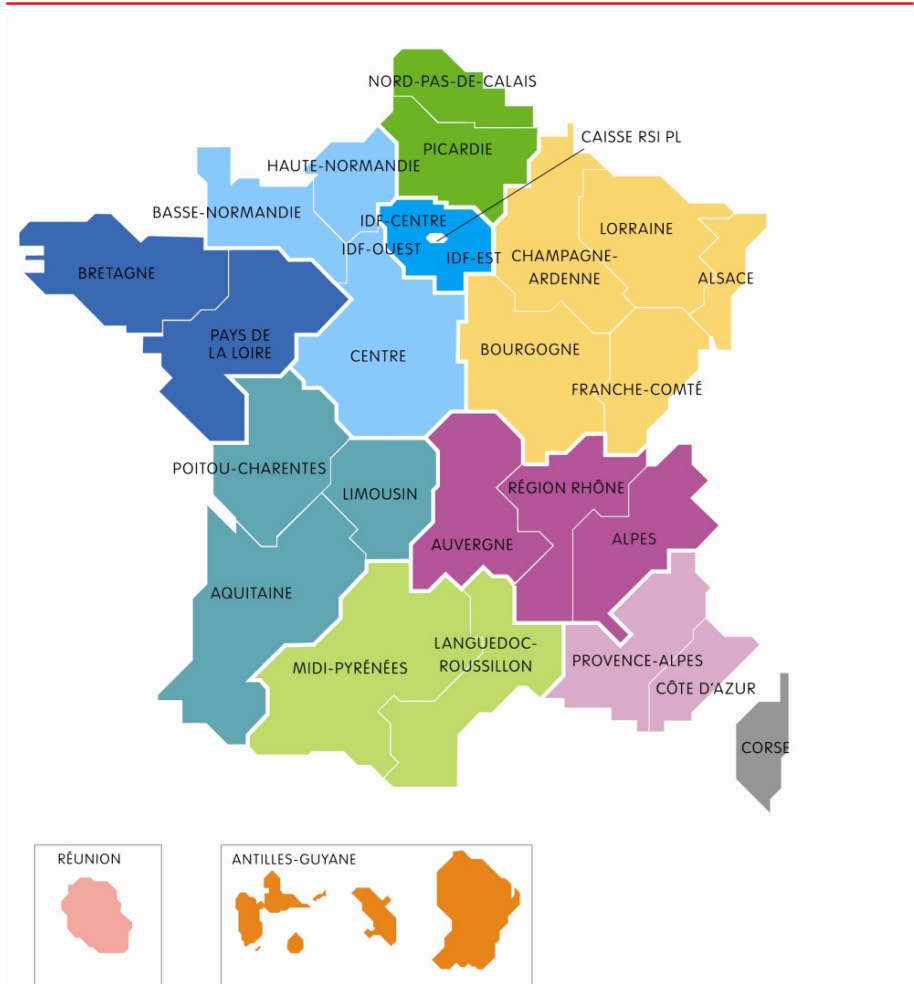 NORD-PAS-DE-CALAIS
CAISSE RSI PL
PICARDIE
HAUTE-NORMANDIE
BASSE-NORMANDIE
IDF-CENTRE
IDF-OUEST
IDF-EST
LORRAINE
CHAMPAGNE-
ARDENNE
ALSACE
BRETAGNE
PAYS DE
LA LOIRE
CENTRE
BOURGOGNE
FRANCHE-COMTÉ
POITOU-CHARENTES
LIMOUSIN
RÉGION RHÔNE
ALPES
AUVERGNE
AQUITAINE
MIDI-PYRÉNÉES
LANGUEDOC-
ROUSSILLON
PROVENCE-ALPES
CÔTE D'AZUR
CORSE
RÉUNION
ANTILLES-GUYANE